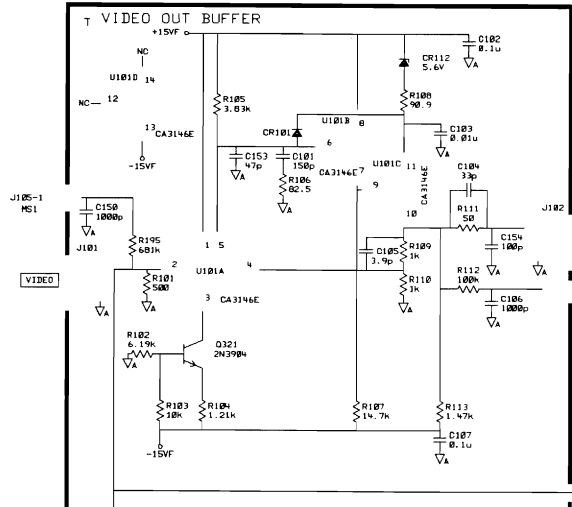 T VIDEO OUT BUFFER
+15VF
C102
0.1u
NC
U101D
14
NC
12
13
CA3146E
-15VF
CR112
5.6V
R105
3.83k
R108
90.9
U101B
8
CR101
6
C103
0.01u
C153
47p
C101
150p
R106
82.5
CA3146E
7
9
U101C
11
CA3146E
10
C104
33p
J105-1
MS1
C150
1000p
J101
R195
681k
R111
50
J102
C154
100p
1
5
2
U101A
4
C105
3.9p
R109
1k
R112
100k
VIDEO
R101
500
R110
1k
C106
1000p
3
CA3146E
R102
6.19k
Q321
2N3904
R103
10k
R104
1.21k
R107
14.7k
R113
1.47k
-15VF
C107
0.1u
A
A
A
A
A
A
A
A
A
A
A
A
A